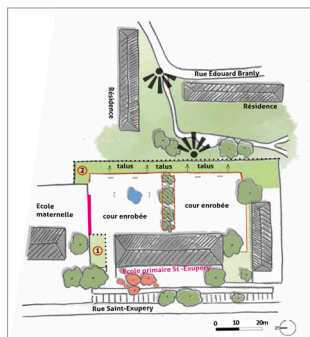 Rue Edouard Branly
Résidence
Résidence
2
talus
talus
talus
talus
Ecole
maternelle
cour enrobée
cour enrobée
1
Ecole primaire St -Exupéry
Rue Saint-Exupery
0 10 20m